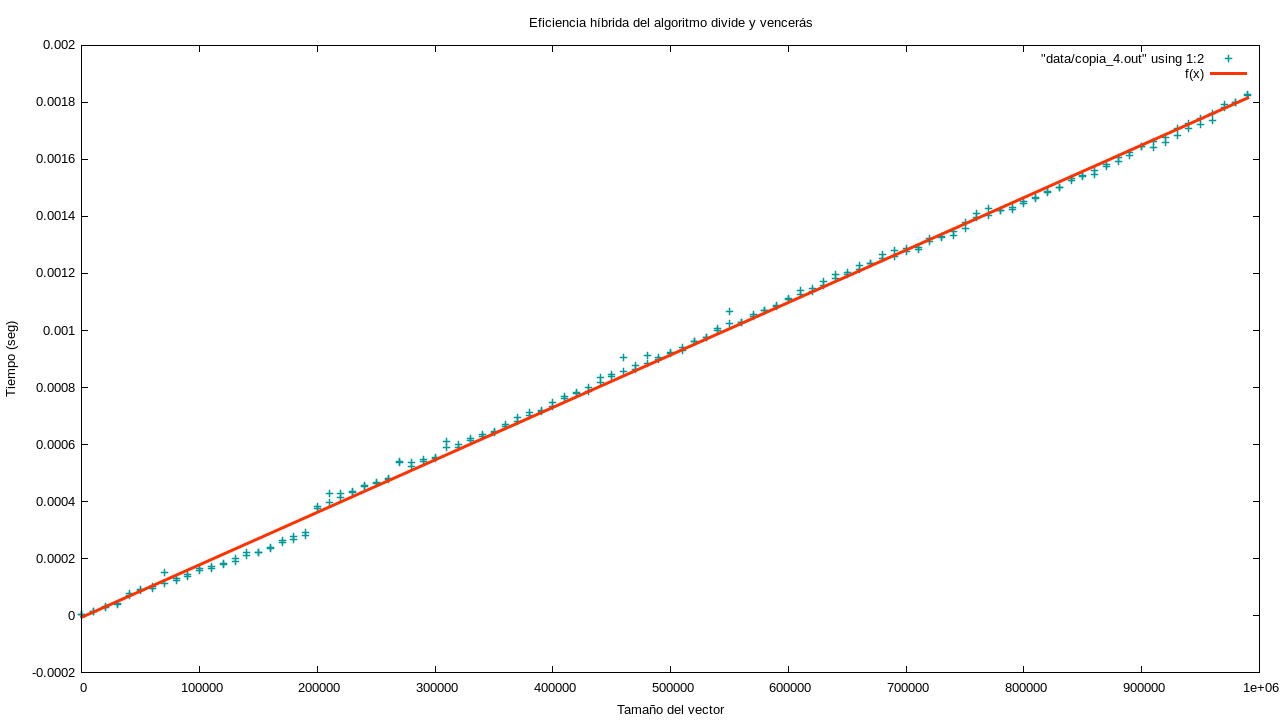 Eficiencia híbrida del algoritmo divide y vencerás
"data/copia_4.out" using 1:2
f(x)
0.002
0.0018
0.0016
0.0014
0.0012
0.001
0.0008
0.0006
0.0004
0.0002
0
-0.0002
Tiempo (seg)
0 100000 200000 300000 400000 500000 600000 700000 800000 900000 1e+06
Tamaño del vector